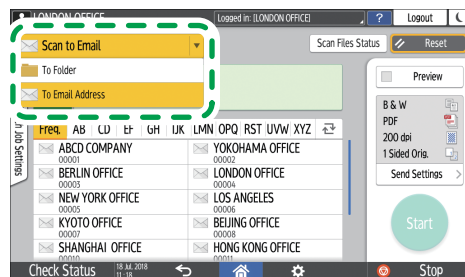 LONDON OFFICE
Logged in: [LONDON OFFICE]
?
Logout
Scan to Email
Scan Files Status
Reset
To Folder
To Email Address
Preview
B & W
PDF
200 dpi
1 Sided Orig.
Send Settings
Job Settings
Freq. AB CD EF GH IJK LMN OPQ RST UVW XYZ
ABCD COMPANY
00001
YOKOHAMA OFFICE
00002
BERLIN OFFICE
00003
LONDON OFFICE
00004
NEW YORK OFFICE
00005
LOS ANGELES
00006
KYOTO OFFICE
00007
BEIJING OFFICE
00008
SHANGHAI OFFICE
00010
HONG KONG OFFICE
00011
Start
Check Status
18 Jul. 2018
11:18
Stop